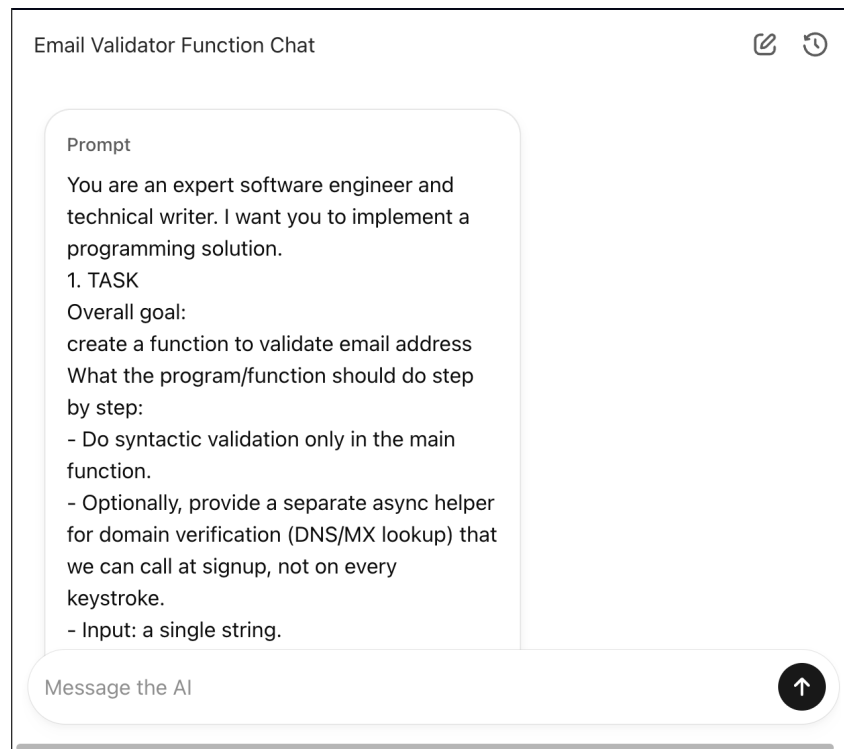 Email Validator Function Chat
Prompt
You are an expert software engineer and
technical writer. I want you to implement a
programming solution.
1. TASK
Overall goal:
create a function to validate email address
What the program/function should do step
by step:
- Do syntactic validation only in the main
function.
- Optionally, provide a separate async helper
for domain verification (DNS/MX lookup) that
we can call at signup, not on every
keystroke.
- Input: a single string.
Message the AI